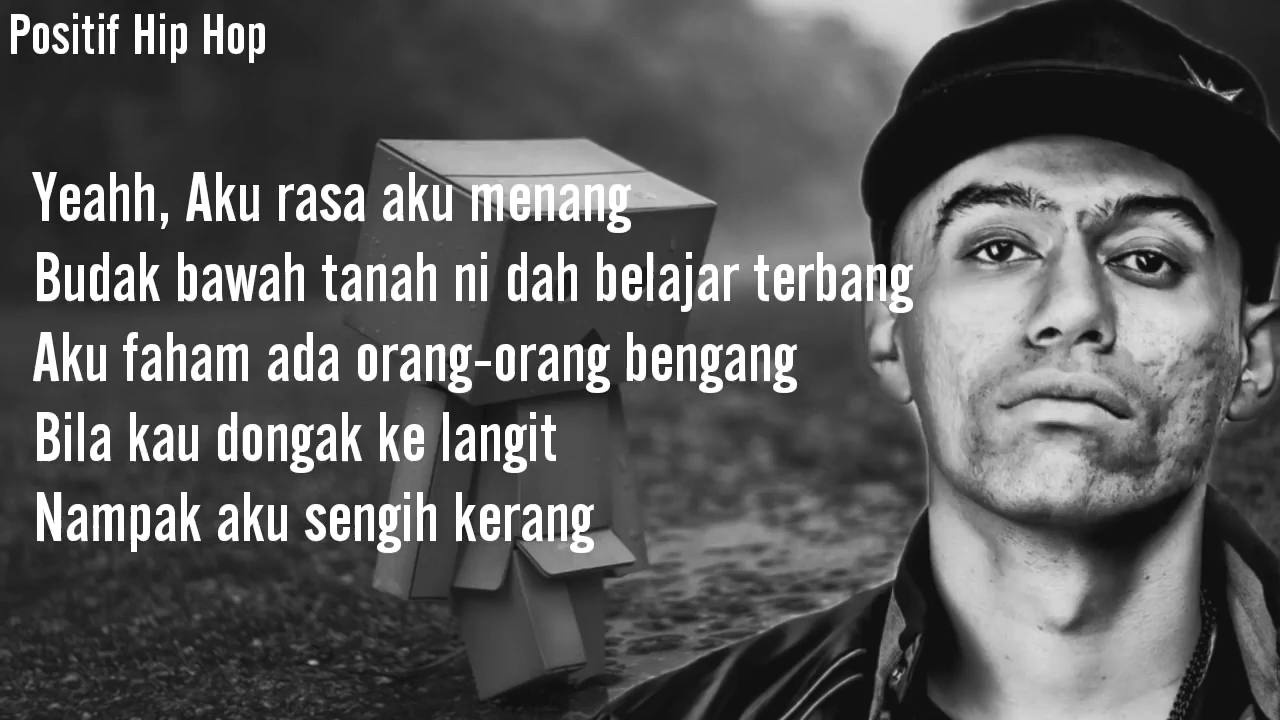 Positif Hip Hop
Yeahh, Aku rasa aku menang
Budak bawah tanah ni dah belajar terbang
Aku faham ada orang-orang bengang
Bila kau dongak ke langit
Nampak aku sengih kerang